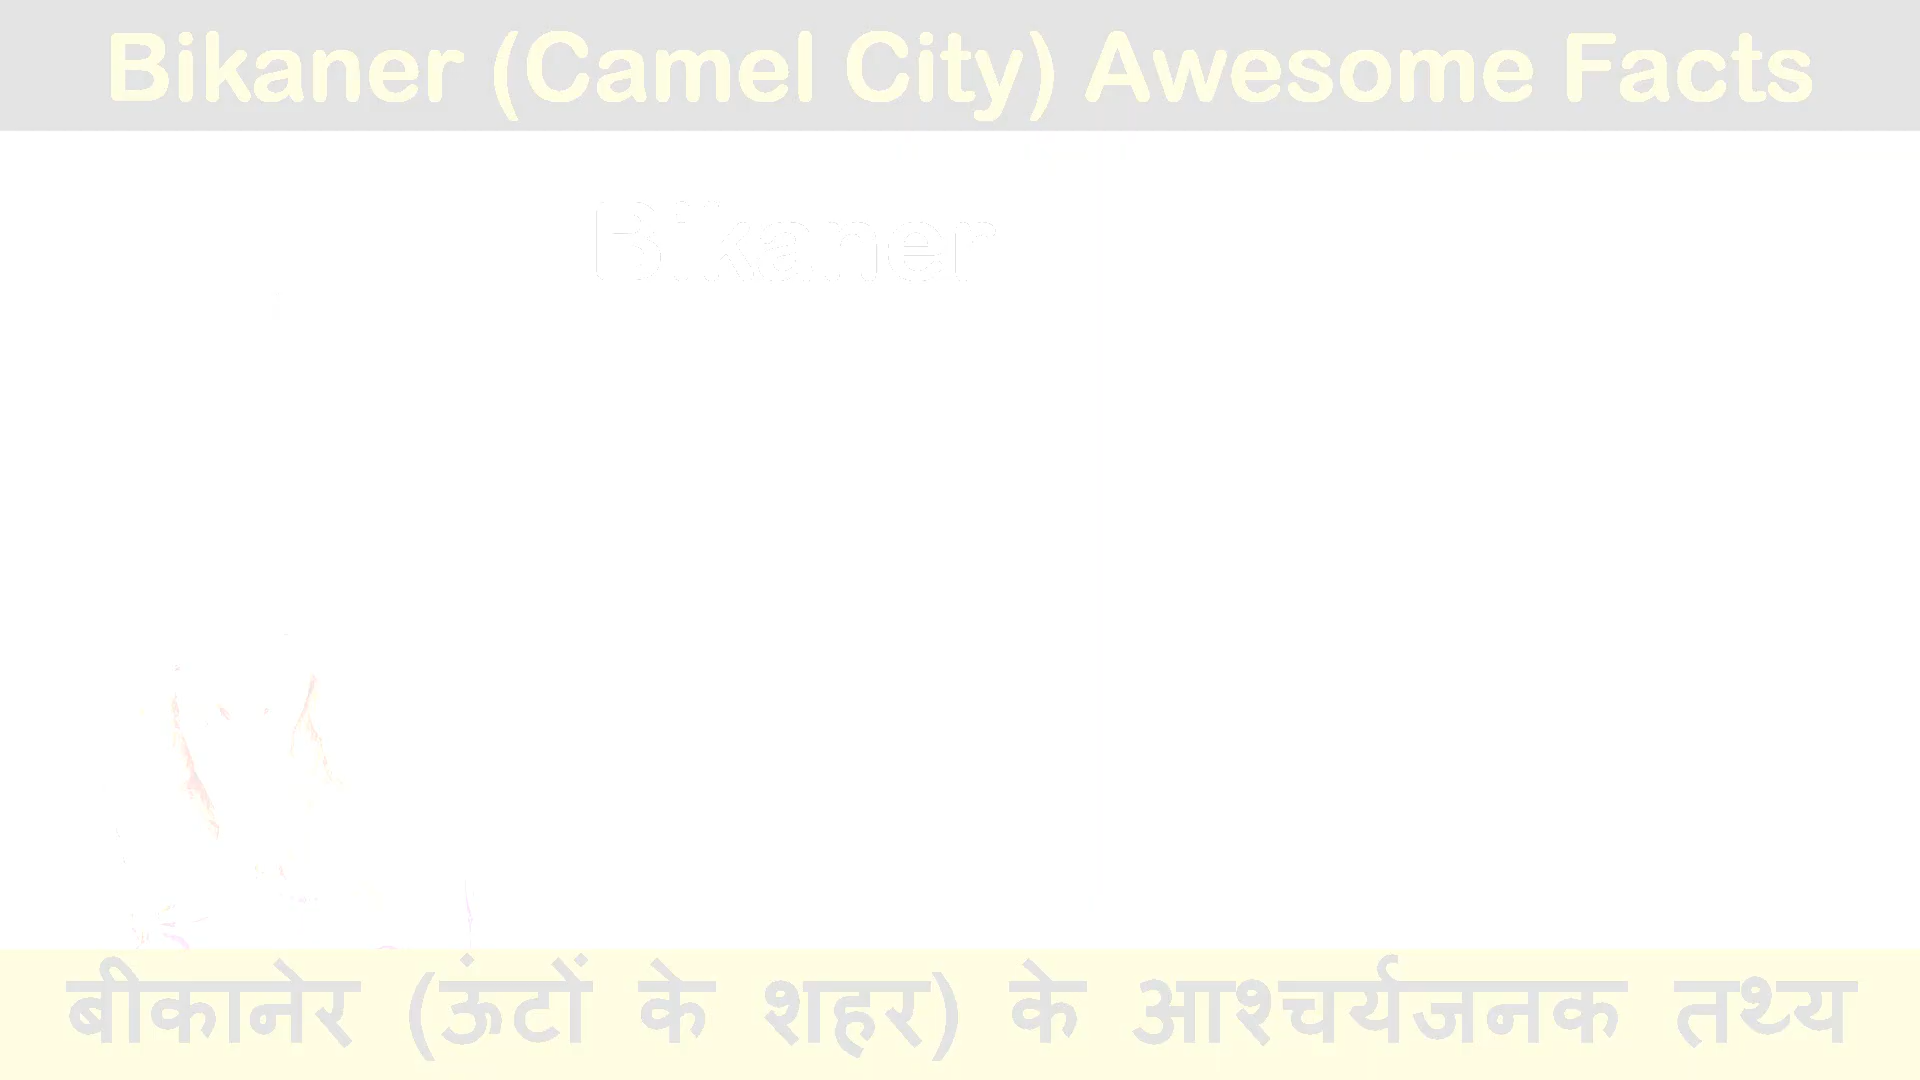 Bikaner (Camel City) Awesome Facts
Bikaner
बीकानेर (ऊंटों के शहर) के आश्चर्यजनक तथ्य